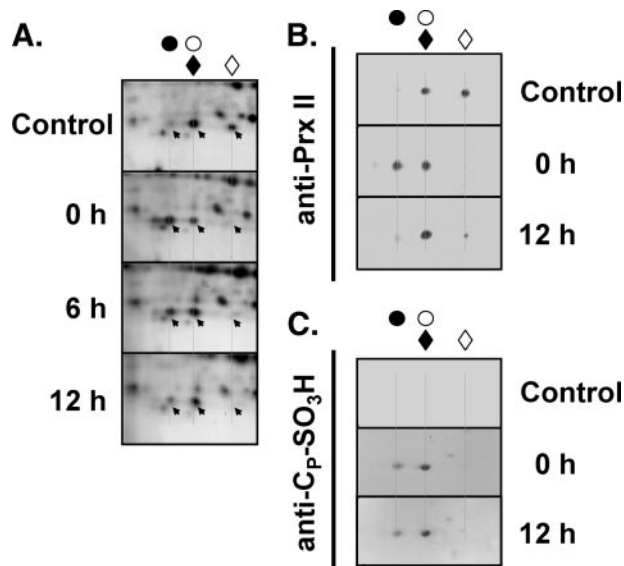 A.
Control
0 h
6 h
12 h
B.
anti-Prx II
Control
0 h
12 h
C.
anti-Cₚ-SO₃H
Control
0 h
12 h